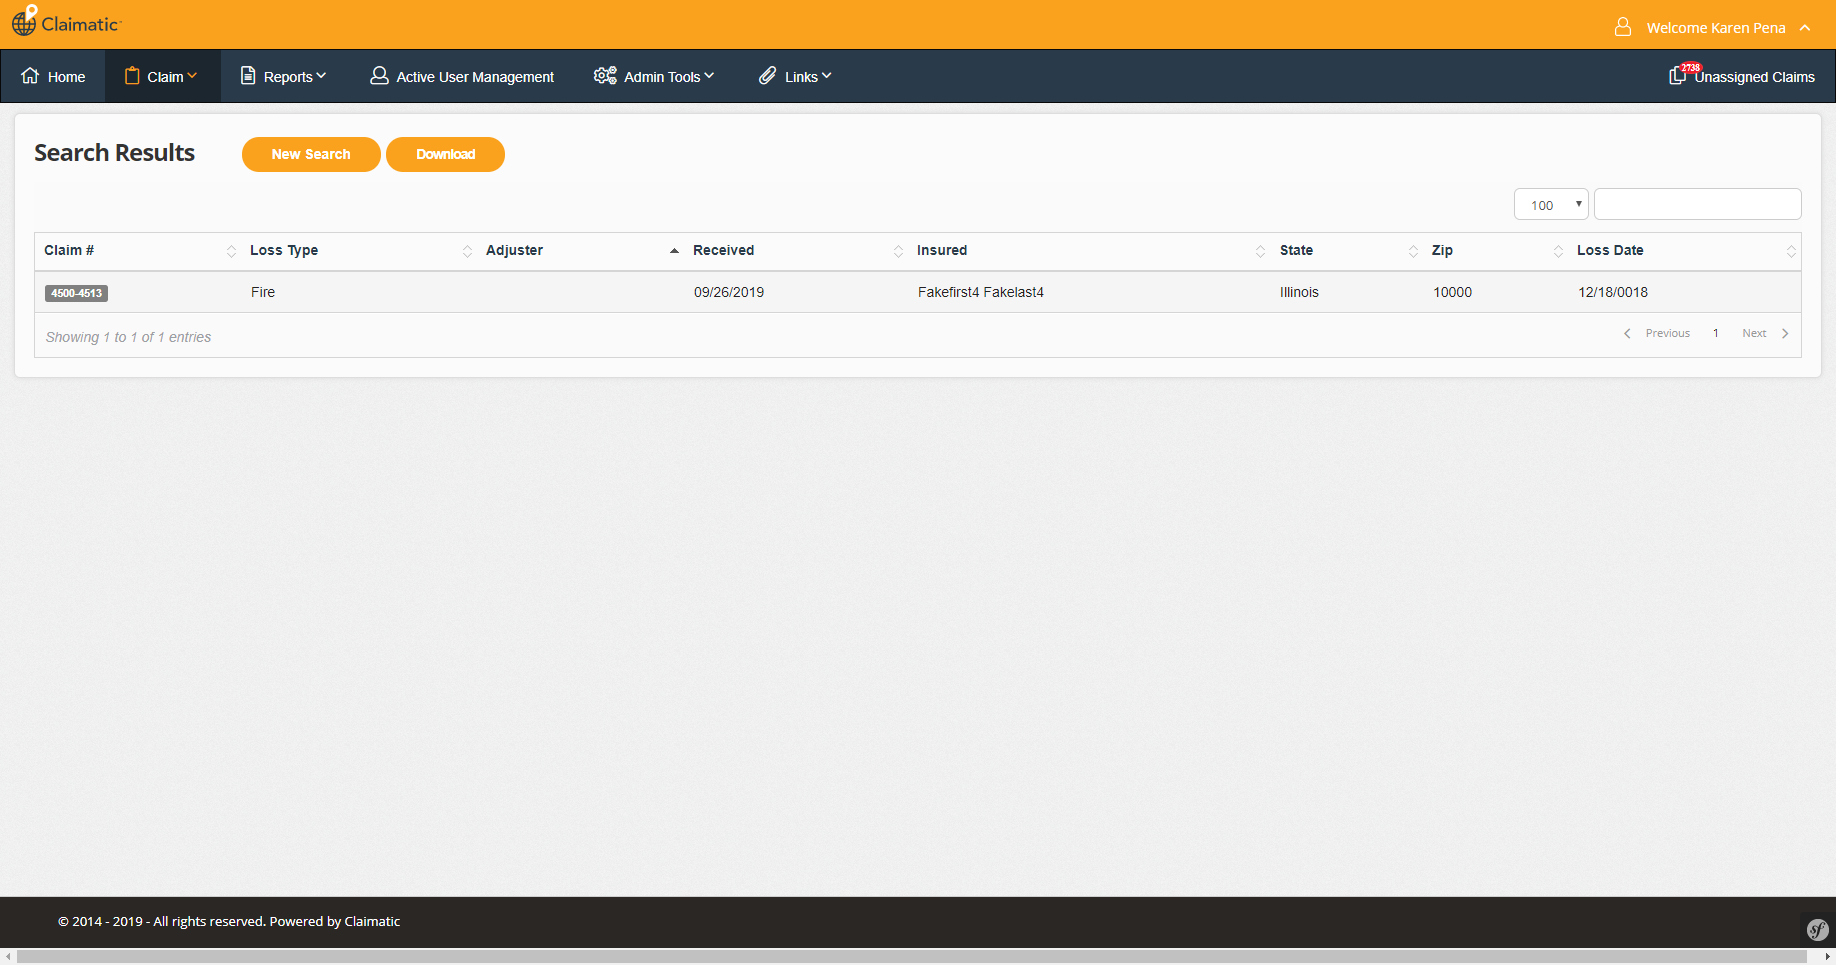 Claimatic
Welcome Karen Pena
Home
Claim
Reports
Active User Management
Admin Tools
Links
2738
Unassigned Claims
Search Results
New Search
Download
100
Claim #
Loss Type
Adjuster
Received
Insured
State
Zip
Loss Date
4500-4513
Fire
09/26/2019
Fakefirst4 Fakelast4
Illinois
10000
12/18/0018
Showing 1 to 1 of 1 entries
Previous
1
Next
© 2014 - 2019 - All rights reserved. Powered by Claimatic
sf